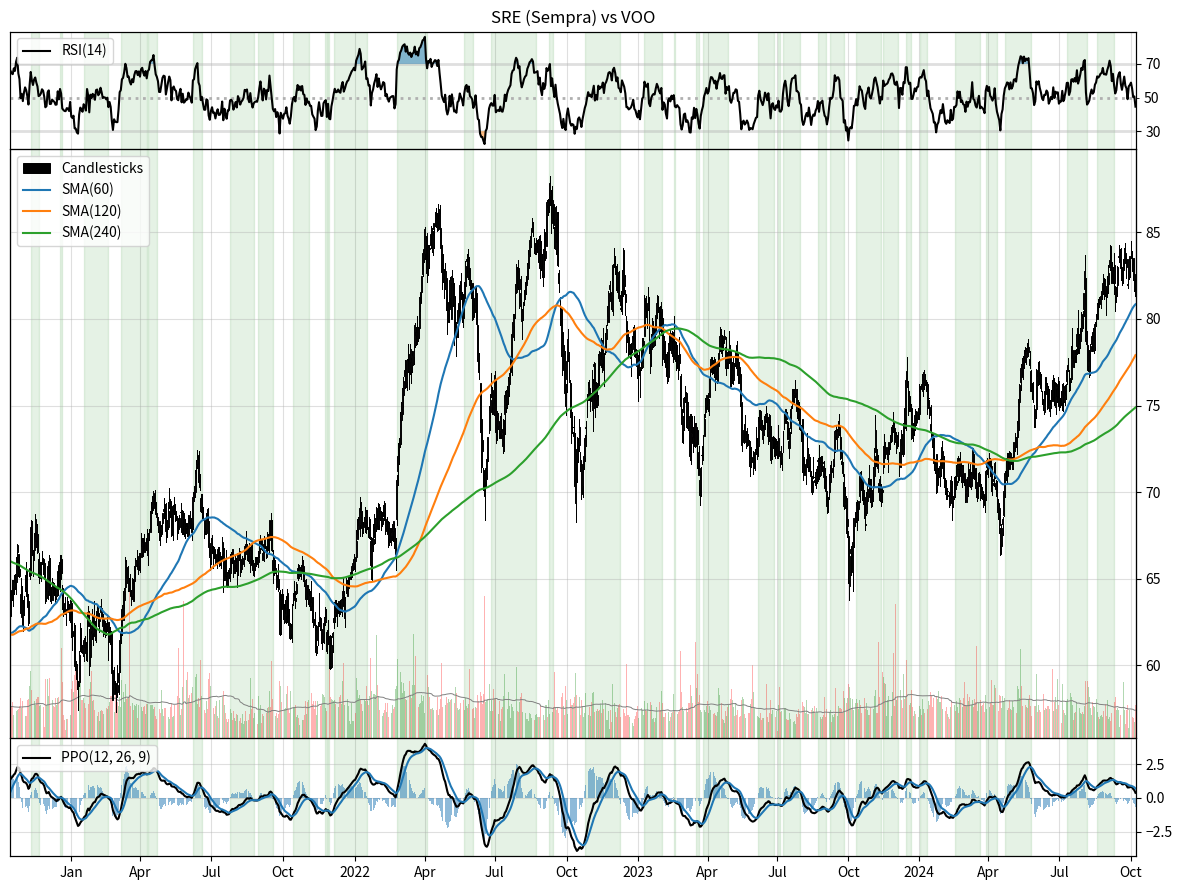 SRE (Sempra) vs VOO
RSI(14)
70
50
30
Candlesticks
SMA(60)
SMA(120)
SMA(240)
85
80
75
70
65
60
PPO(12, 26, 9)
2.5
0.0
−2.5
Jan Apr Jul Oct 2022 Apr Jul Oct 2023 Apr Jul Oct 2024 Apr Jul Oct